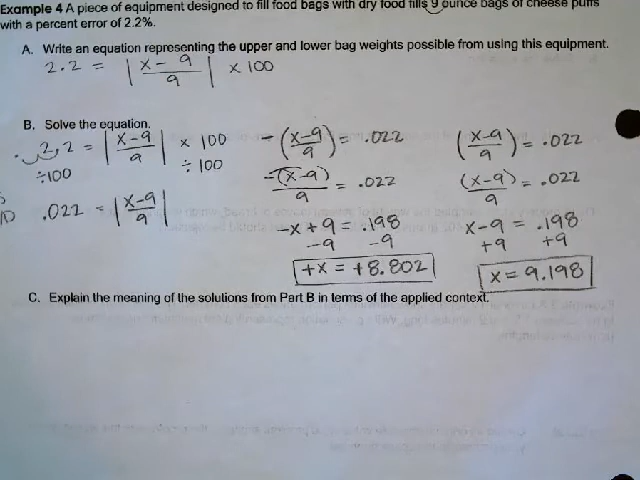 Example 4 A piece of equipment designed to fill food bags with dry food fills 9 ounce bags of cheese puffs
with a percent error of 2.2%.
A. Write an equation representing the upper and lower bag weights possible from using this equipment.
2.2 = |(x - 9)/9| × 100
B. Solve the equation.
2.2 = |(x-9)/9| × 100
÷100 ÷100
.022 = |(x-9)/9|
-((x-9)/9) = .022
-(x-9)/9 = .022
-x + 9 = .198
-9 -9
+x = +8.802
((x-9)/9) = .022
(x-9)/9 = .022
x-9 = .198
+9 +9
x = 9.198
C. Explain the meaning of the solutions from Part B in terms of the applied context.